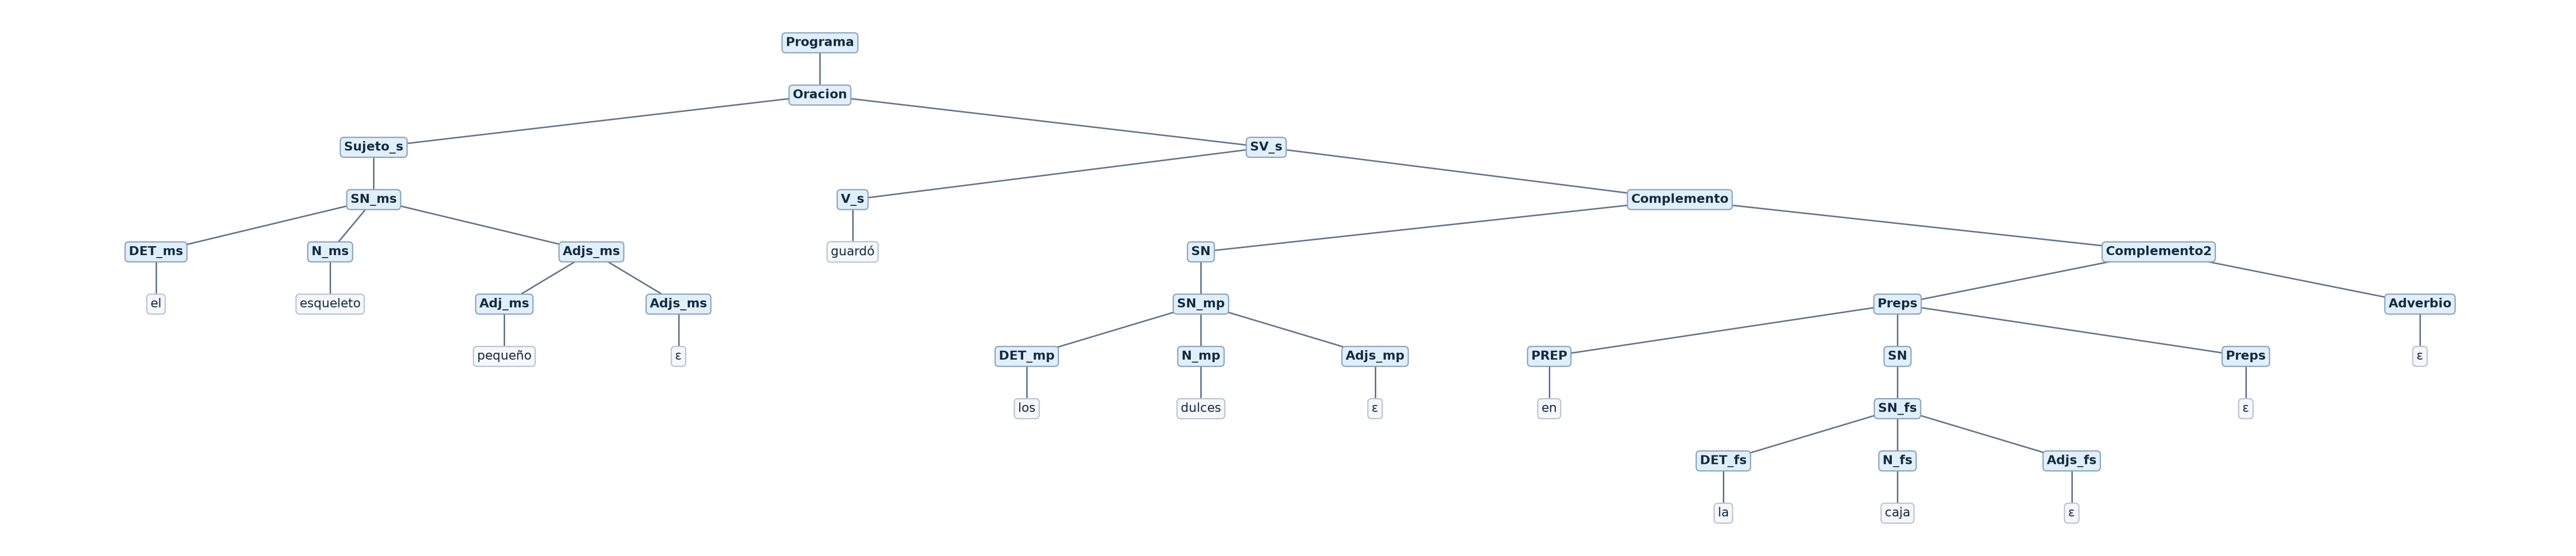 Programa
Oracion
Sujeto_s SV_s
SN_ms V_s Complemento
DET_ms N_ms Adjs_ms guardó SN Complemento2
el esqueleto Adj_ms Adjs_ms SN_mp Preps Adverbio
pequeño ε DET_mp N_mp Adjs_mp PREP SN Preps ε
los dulces ε en SN_fs ε
DET_fs N_fs Adjs_fs
la caja ε